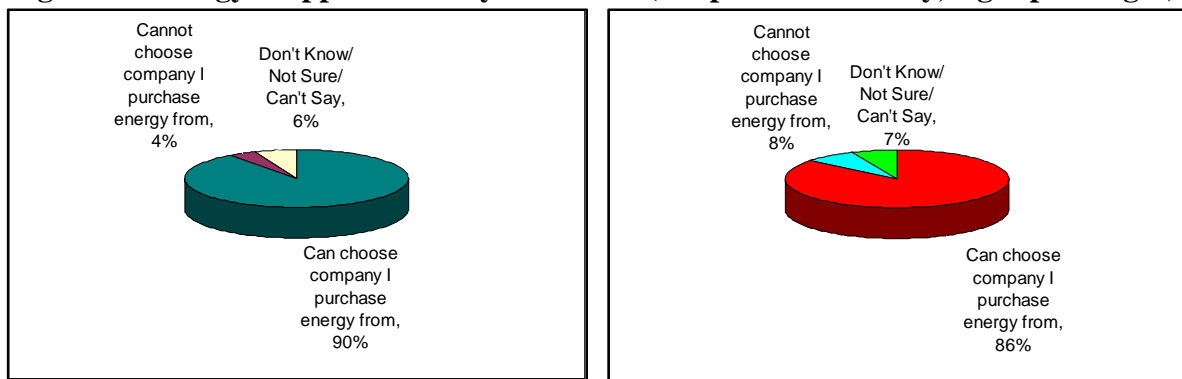 Cannot
choose
company I
purchase
energy from,
4%
Don't Know/
Not Sure/
Can't Say,
6%
Can choose
company I
purchase
energy from,
90%
Cannot
choose
company I
purchase
energy from,
8%
Don't Know/
Not Sure/
Can't Say,
7%
Can choose
company I
purchase
energy from,
86%